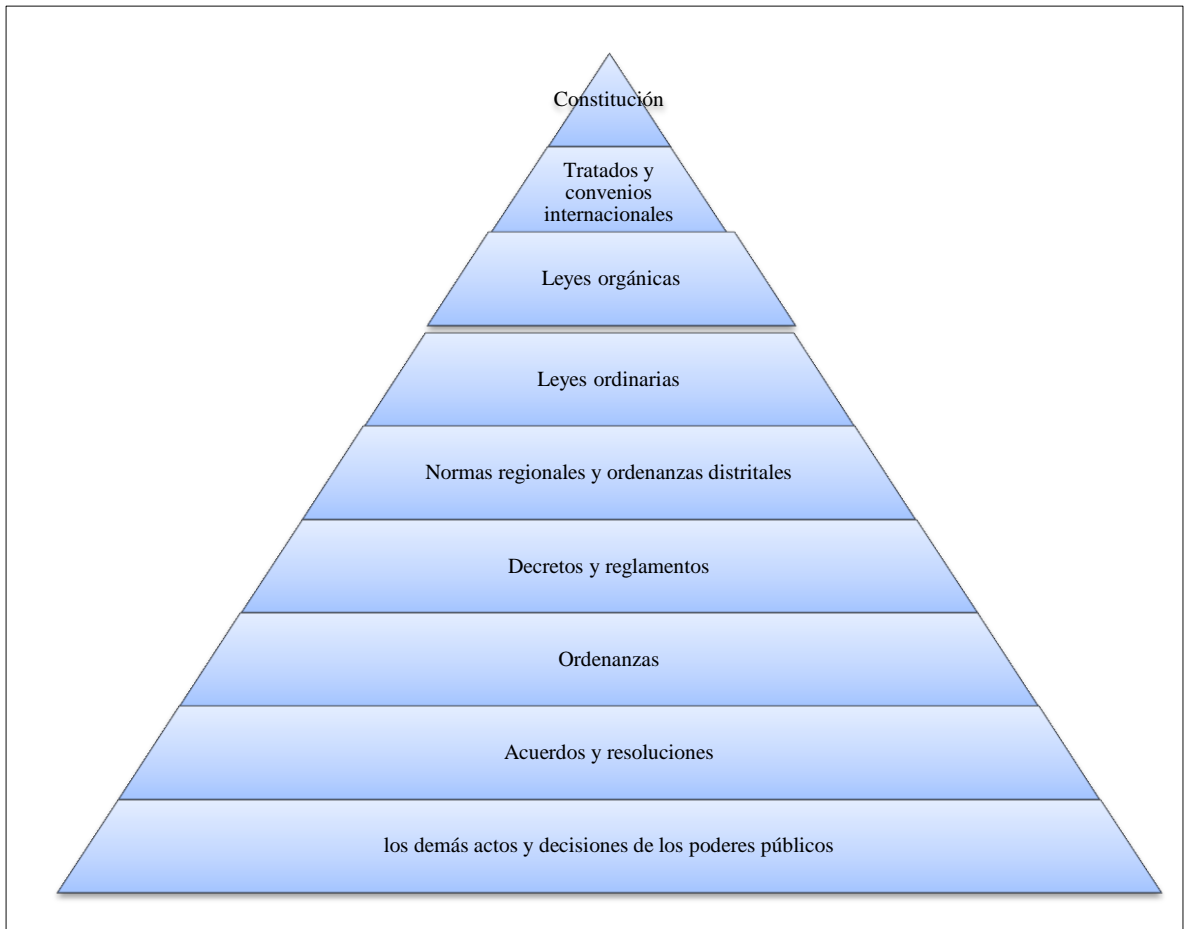 Constitución
Tratados y
convenios
internacionales
Leyes orgánicas
Leyes ordinarias
Normas regionales y ordenanzas distritales
Decretos y reglamentos
Ordenanzas
Acuerdos y resoluciones
los demás actos y decisiones de los poderes públicos